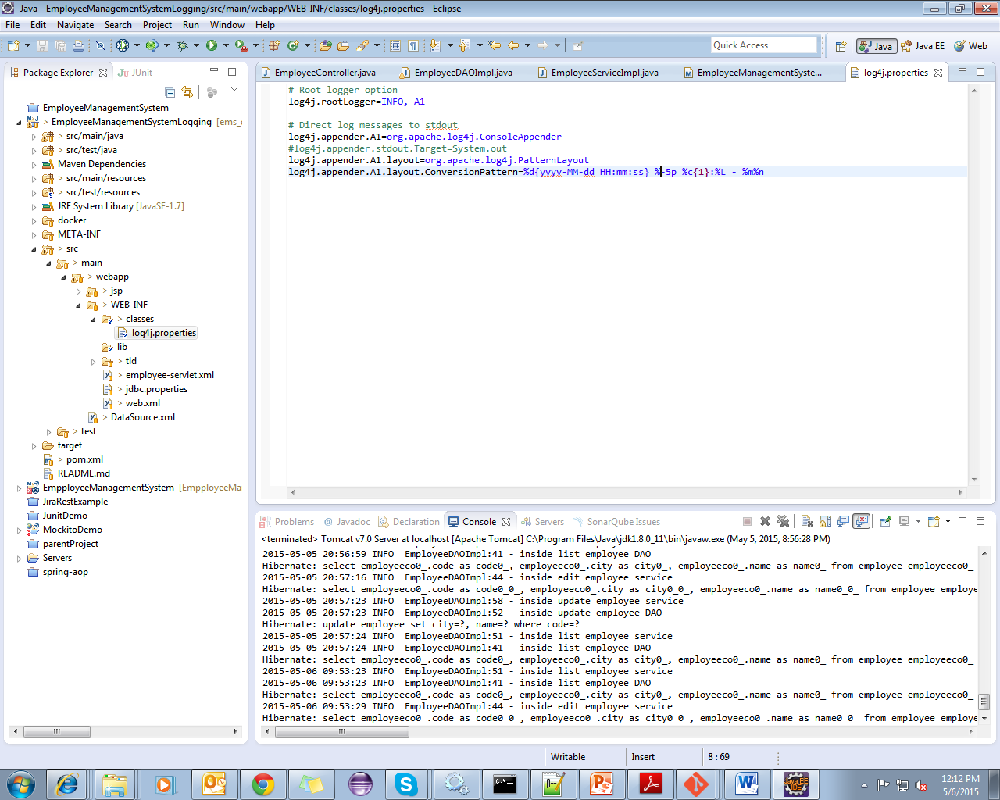 Java - EmployeeManagementSystemLogging/src/main/webapp/WEB-INF/classes/log4j.properties - Eclipse
File Edit Navigate Search Project Run Window Help
Quick Access Java Java EE Web
Package Explorer JUnit
EmployeeManagementSystem
> EmployeeManagementSystemLogging [ems_
> src/main/java
> src/test/java
Maven Dependencies
> src/main/resources
> src/test/resources
JRE System Library [JavaSE-1.7]
docker
META-INF
> src
> main
> webapp
> jsp
> WEB-INF
> classes
log4j.properties
lib
> tld
> employee-servlet.xml
> jdbc.properties
> web.xml
> DataSource.xml
> test
target
> pom.xml
README.md
EmpployeeManagementSystem [EmpployeeMa
JiraRestExample
JunitDemo
MockitoDemo
parentProject
Servers
spring-aop
EmployeeController.java EmployeeDAOImpl.java EmployeeServiceImpl.java EmployeeManagementSyste... log4j.properties
# Root logger option
log4j.rootLogger=INFO, A1
# Direct log messages to stdout
log4j.appender.A1=org.apache.log4j.ConsoleAppender
#log4j.appender.stdout.Target=System.out
log4j.appender.A1.layout=org.apache.log4j.PatternLayout
log4j.appender.A1.layout.ConversionPattern=%d{yyyy-MM-dd HH:mm:ss} %-5p %c{1}:%L - %m%n
Problems Javadoc Declaration Console Servers SonarQube Issues
<terminated> Tomcat v7.0 Server at localhost [Apache Tomcat] C:\Program Files\Java\jdk1.8.0_11\bin\javaw.exe (May 5, 2015, 8:56:28 PM)
2015-05-05 20:56:59 INFO EmployeeDAOImpl:41 - inside list employee DAO
Hibernate: select employeeco0_.code as code0_, employeeco0_.city as city0_, employeeco0_.name as name0_ from employee employeeco0_
2015-05-05 20:57:16 INFO EmployeeDAOImpl:44 - inside edit employee service
Hibernate: select employeeco0_.code as code0_0_, employeeco0_.city as city0_0_, employeeco0_.name as name0_0_ from employee employe
2015-05-05 20:57:23 INFO EmployeeDAOImpl:58 - inside update employee service
2015-05-05 20:57:23 INFO EmployeeDAOImpl:52 - inside update employee DAO
Hibernate: update employee set city=?, name=? where code=?
2015-05-05 20:57:24 INFO EmployeeDAOImpl:51 - inside list employee service
2015-05-05 20:57:24 INFO EmployeeDAOImpl:41 - inside list employee DAO
Hibernate: select employeeco0_.code as code0_, employeeco0_.city as city0_, employeeco0_.name as name0_ from employee employeeco0_
2015-05-06 09:53:23 INFO EmployeeDAOImpl:51 - inside list employee service
2015-05-06 09:53:23 INFO EmployeeDAOImpl:41 - inside list employee DAO
Hibernate: select employeeco0_.code as code0_, employeeco0_.city as city0_, employeeco0_.name as name0_ from employee employeeco0_
2015-05-06 09:53:29 INFO EmployeeDAOImpl:44 - inside edit employee service
Hibernate: select employeeco0_.code as code0_0_, employeeco0_.city as city0_0_, employeeco0_.name as name0_0_ from employee employe
Writable Insert 8 : 69
12:12 PM
5/6/2015